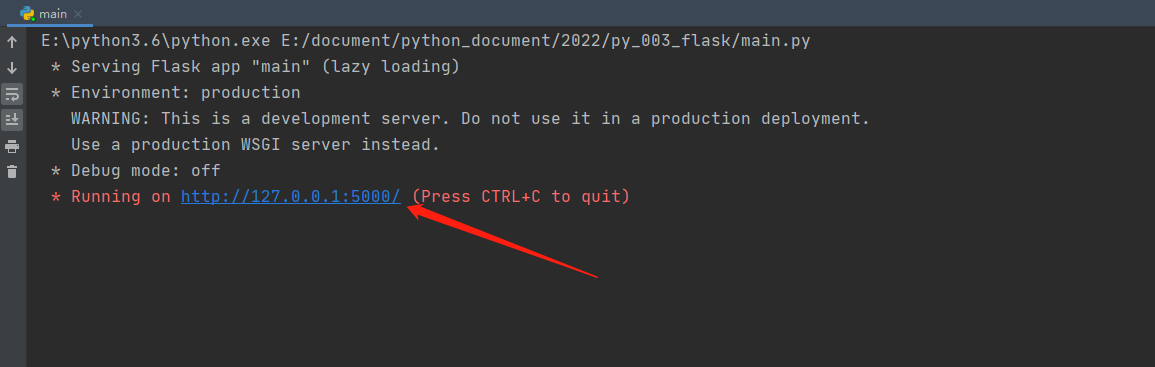 main
E:\python3.6\python.exe E:/document/python_document/2022/py_003_flask/main.py
* Serving Flask app "main" (lazy loading)
* Environment: production
WARNING: This is a development server. Do not use it in a production deployment.
Use a production WSGI server instead.
* Debug mode: off
* Running on http://127.0.0.1:5000/ (Press CTRL+C to quit)